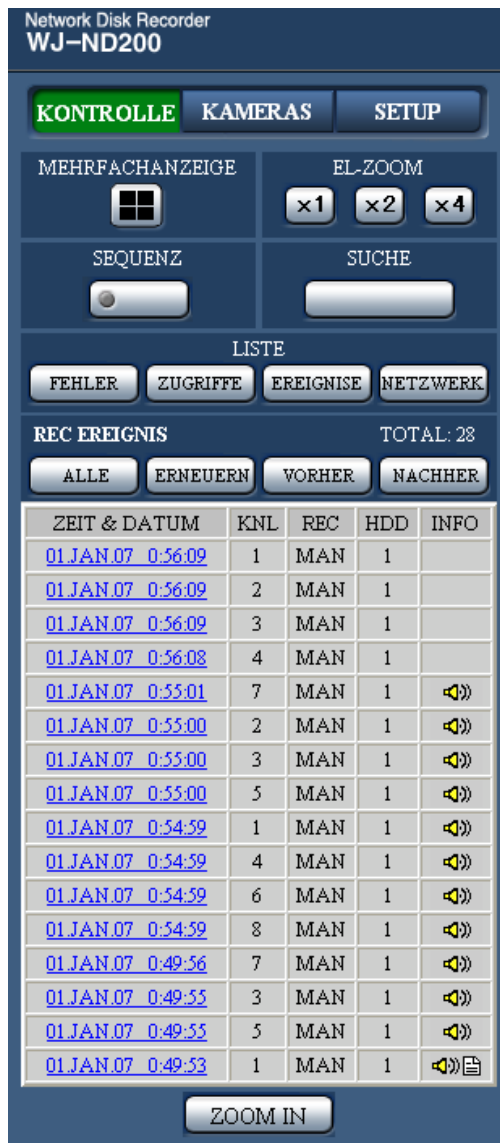 Network Disk Recorder
WJ-ND200
KONTROLLE KAMERAS SETUP
MEHRFACHANZEIGE EL-ZOOM
x1 x2 x4
SEQUENZ SUCHE
LISTE
FEHLER ZUGRIFFE EREIGNISE NETZWERK
REC EREIGNIS TOTAL: 28
ALLE ERNEUERN VORHER NACHHER
ZEIT & DATUM KNL REC HDD INFO
01.JAN.07 0:56:09 1 MAN 1
01.JAN.07 0:56:09 2 MAN 1
01.JAN.07 0:56:09 3 MAN 1
01.JAN.07 0:56:08 4 MAN 1
01.JAN.07 0:55:01 7 MAN 1
01.JAN.07 0:55:00 2 MAN 1
01.JAN.07 0:55:00 3 MAN 1
01.JAN.07 0:55:00 5 MAN 1
01.JAN.07 0:54:59 1 MAN 1
01.JAN.07 0:54:59 4 MAN 1
01.JAN.07 0:54:59 6 MAN 1
01.JAN.07 0:54:59 8 MAN 1
01.JAN.07 0:49:56 7 MAN 1
01.JAN.07 0:49:55 3 MAN 1
01.JAN.07 0:49:55 5 MAN 1
01.JAN.07 0:49:53 1 MAN 1
ZOOM IN